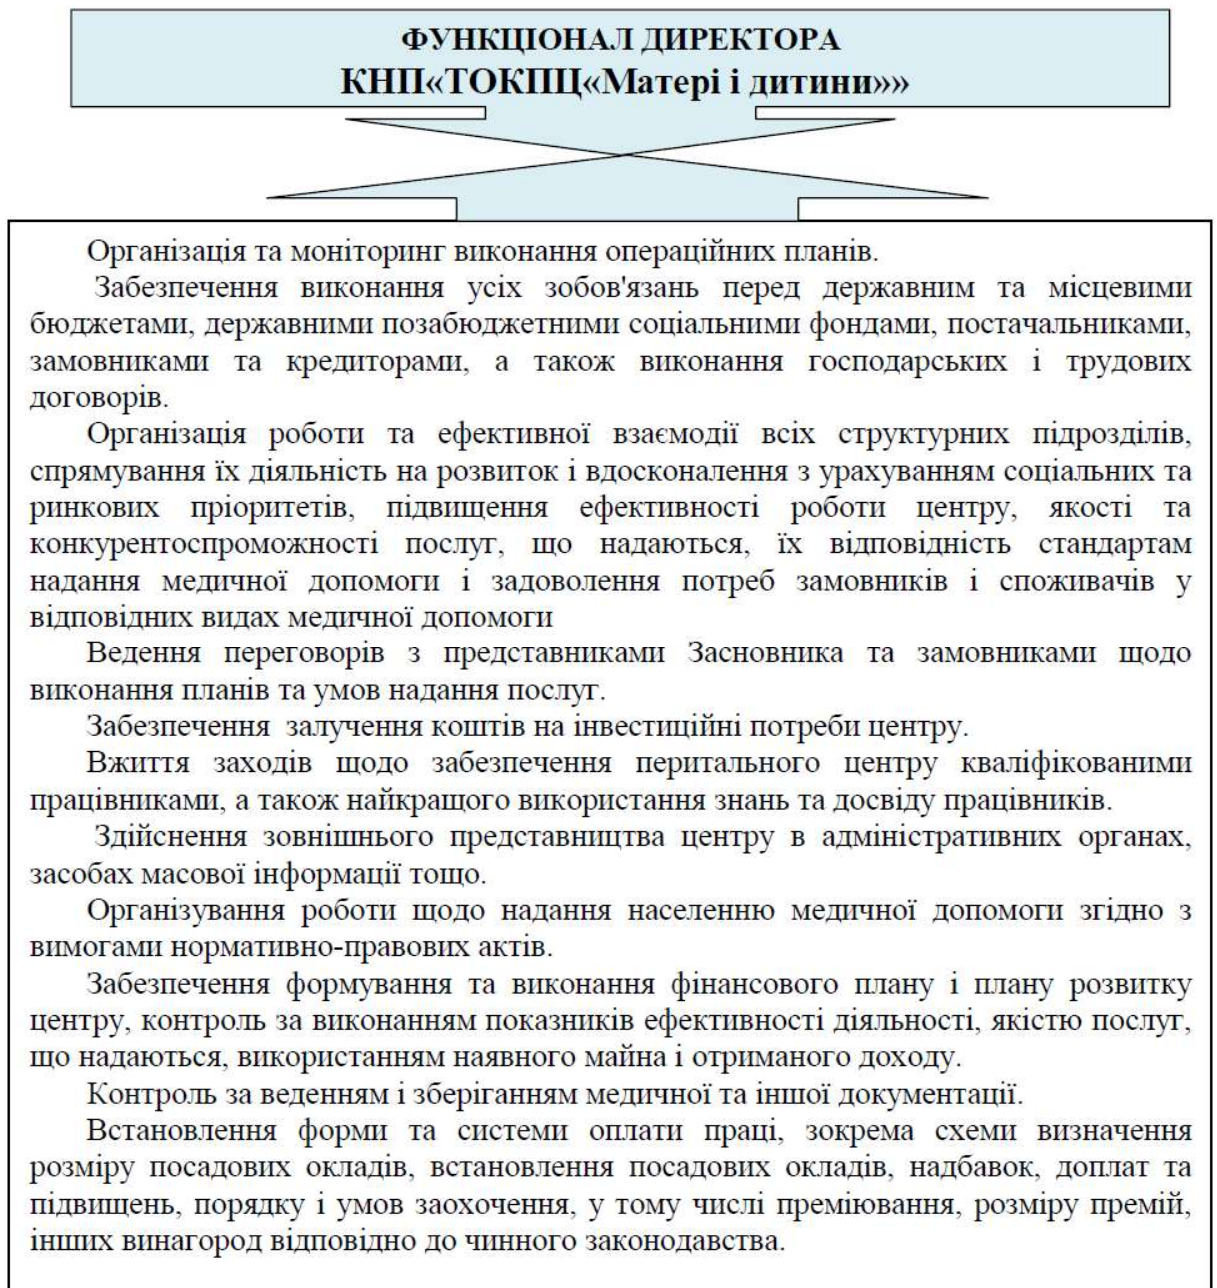 ФУНКЦІОНАЛ ДИРЕКТОРА
КНП«ТОКПЦ«Матері і дитини»»
Організація та моніторинг виконання операційних планів.
Забезпечення виконання усіх зобов'язань перед державним та місцевими
бюджетами, державними позабюджетними соціальними фондами, постачальниками,
замовниками та кредиторами, а також виконання господарських і трудових
договорів.
Організація роботи та ефективної взаємодії всіх структурних підрозділів,
спрямування їх діяльність на розвиток і вдосконалення з урахуванням соціальних та
ринкових пріоритетів, підвищення ефективності роботи центру, якості та
конкурентоспроможності послуг, що надаються, їх відповідність стандартам
надання медичної допомоги і задоволення потреб замовників і споживачів у
відповідних видах медичної допомоги
Ведення переговорів з представниками Засновника та замовниками щодо
виконання планів та умов надання послуг.
Забезпечення залучення коштів на інвестиційні потреби центру.
Вжиття заходів щодо забезпечення перитального центру кваліфікованими
працівниками, а також найкращого використання знань та досвіду працівників.
Здійснення зовнішнього представництва центру в адміністративних органах,
засобах масової інформації тощо.
Організування роботи щодо надання населенню медичної допомоги згідно з
вимогами нормативно-правових актів.
Забезпечення формування та виконання фінансового плану і плану розвитку
центру, контроль за виконанням показників ефективності діяльності, якістю послуг,
що надаються, використанням наявного майна і отриманого доходу.
Контроль за веденням і зберіганням медичної та іншої документації.
Встановлення форми та системи оплати праці, зокрема схеми визначення
розміру посадових окладів, встановлення посадових окладів, надбавок, доплат та
підвищень, порядку і умов заохочення, у тому числі преміювання, розміру премій,
інших винагород відповідно до чинного законодавства.